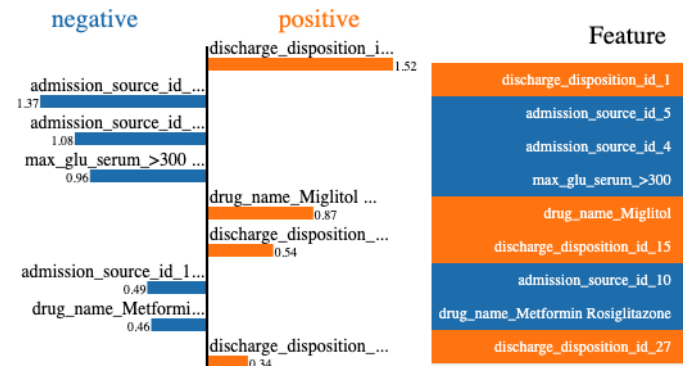 negative
positive
Feature
discharge_disposition_i...
1.52
admission_source_id_...
1.37
admission_source_id_...
1.08
max_glu_serum_>300 ...
0.96
drug_name_Miglitol ...
0.87
discharge_disposition_...
0.54
admission_source_id_1...
0.49
drug_name_Metformi...
0.46
discharge_disposition_...
0.34
discharge_disposition_id_1
admission_source_id_5
admission_source_id_4
max_glu_serum_>300
drug_name_Miglitol
discharge_disposition_id_15
admission_source_id_10
drug_name_Metformin Rosiglitazone
discharge_disposition_id_27